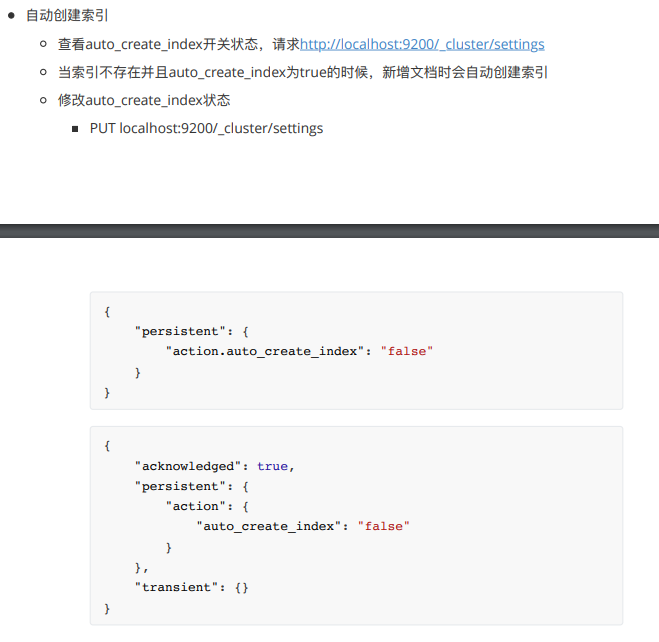 自动创建索引
查看auto_create_index开关状态，请求http://localhost:9200/_cluster/settings
当索引不存在并且auto_create_index为true的时候，新增文档时会自动创建索引
修改auto_create_index状态
PUT localhost:9200/_cluster/settings
{
    "persistent": {
        "action.auto_create_index": "false"
    }
}
{
    "acknowledged": true,
    "persistent": {
        "action": {
            "auto_create_index": "false"
        }
    },
    "transient": {}
}